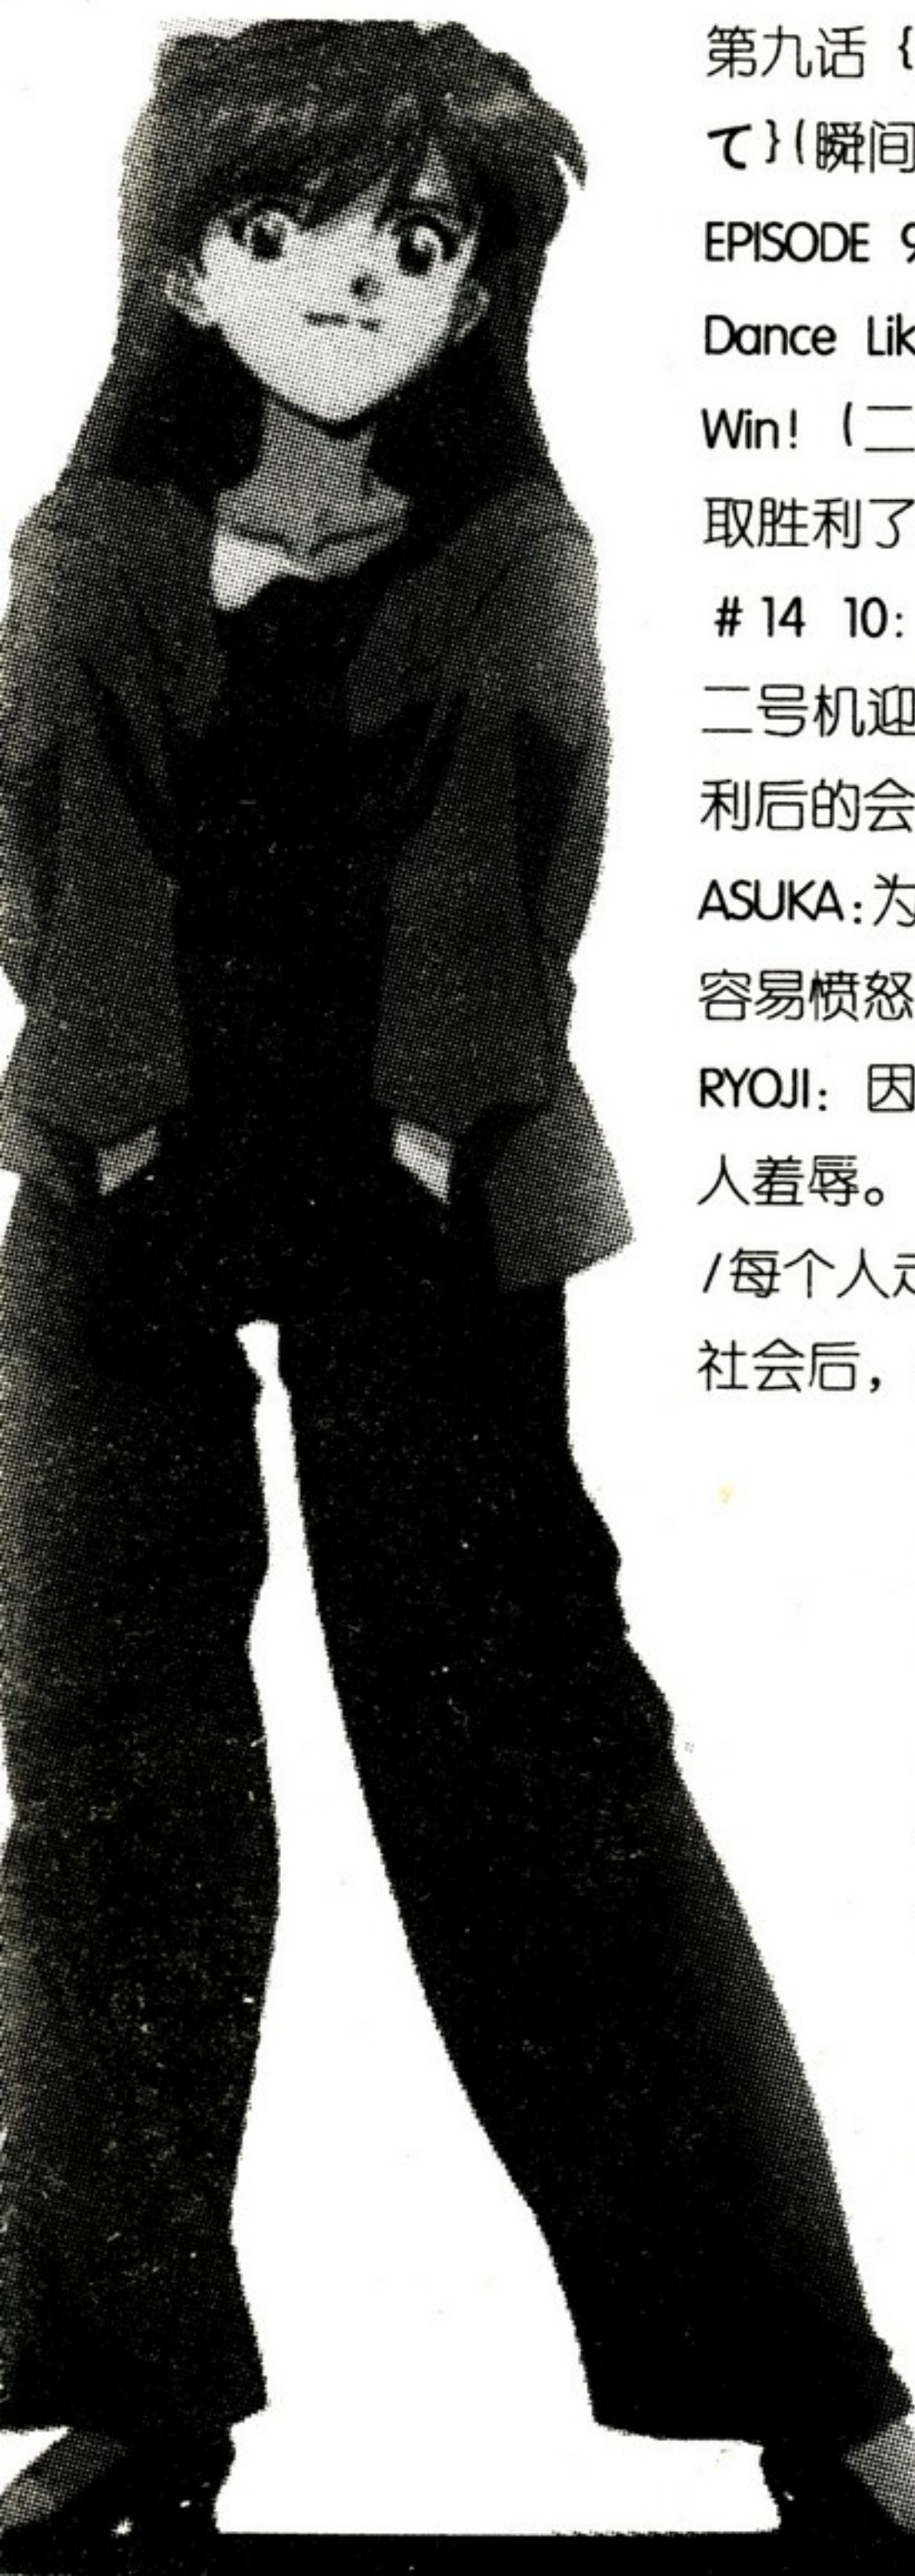 第九话 {
て}(瞬间
EPISODE 9
Dance Lik
Win! (二
取胜利了
#14 10:
二号机迎
利后的会
ASUKA:为
容易愤怒
RYOJI: 因
人羞辱。
/每个人走
社会后,